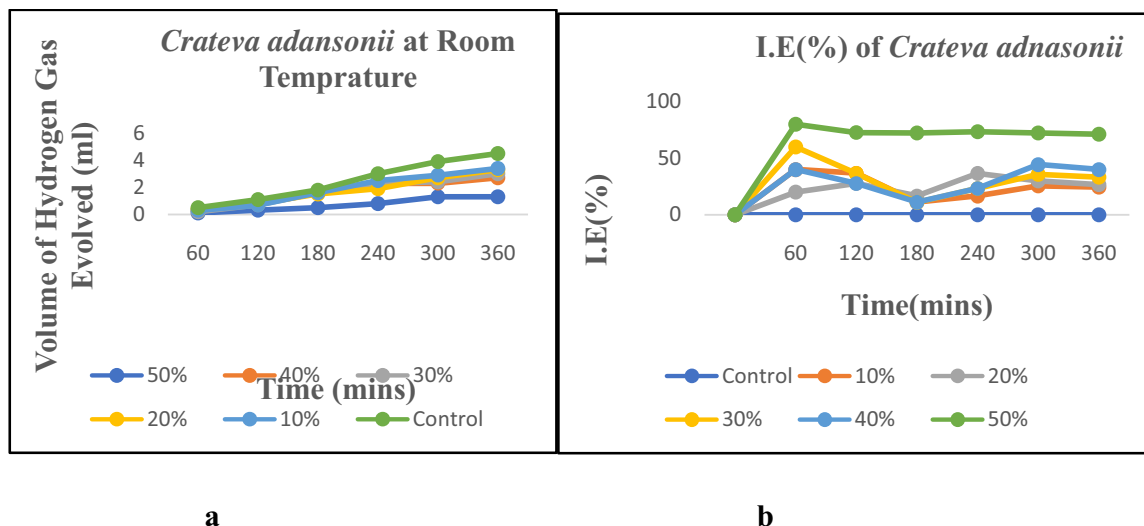 Crateva adansonii at Room
Temprature
Volume of Hydrogen Gas
Evolved (ml)
6
4
2
0
60 120 180 240 300 360
Time (mins)
50% 40% 30%
20% 10% Control
a
I.E(%) of Crateva adnasonii
I.E(%)
100
50
0
60 120 180 240 300 360
Time(mins)
Control 10% 20%
30% 40% 50%
b